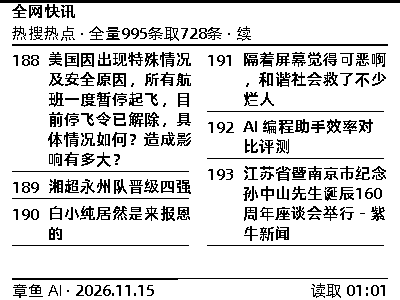 全网快讯
热搜热点·全量995条取728条·续
188 美国因出现特殊情况
及安全原因，所有航
班一度暂停起飞，目
前停飞令已解除，具
体情况如何？造成影
响有多大？
189 湘超永州队晋级四强
190 白小纯居然是来报恩
的
191 隔着屏幕觉得可恶啊
，和谐社会救了不少
烂人
192 AI 编程助手效率对
比评测
193 江苏省暨南京市纪念
孙中山先生诞辰160
周年座谈会举行－紫
牛新闻
章鱼 AI·2026.11.15
读取 01:01